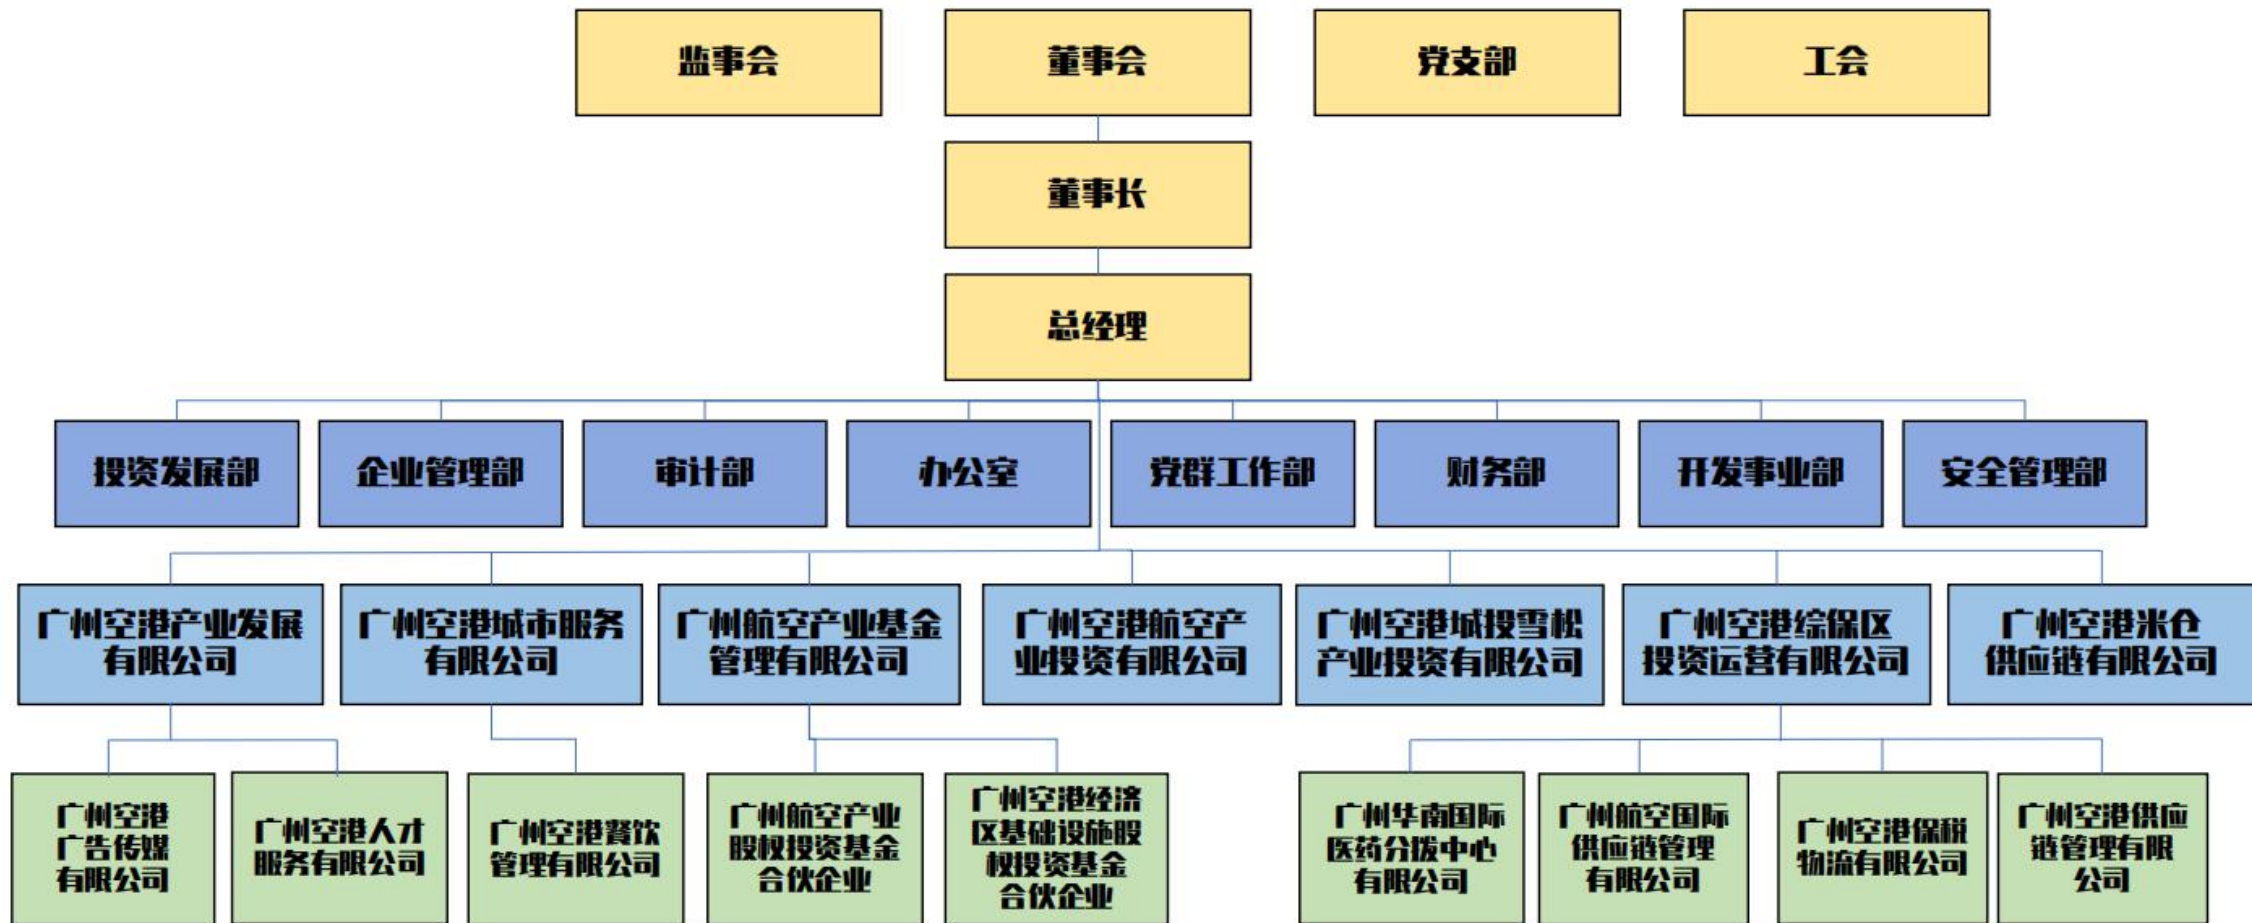 监事会
董事会
党支部
工会
董事长
总经理
投资发展部
企业管理部
审计部
办公室
党群工作部
财务部
开发事业部
安全管理部
广州空港产业发展
有限公司
广州空港城市服务
有限公司
广州航空产业基金
管理有限公司
广州空港航空产
业投资有限公司
广州空港城投雪松
产业投资有限公司
广州空港综保区
投资运营有限公司
广州空港米仓
供应链有限公司
广州空港
广告传媒
有限公司
广州空港人才
服务有限公司
广州空港餐饮
管理有限公司
广州航空产业
股权投资基金
合伙企业
广州空港经济
区基础设施股
权投资基金
合伙企业
广州华南国际
医药分拨中心
有限公司
广州航空国际
供应链管理
有限公司
广州空港保税
物流有限公司
广州空港供应
链管理有限
公司